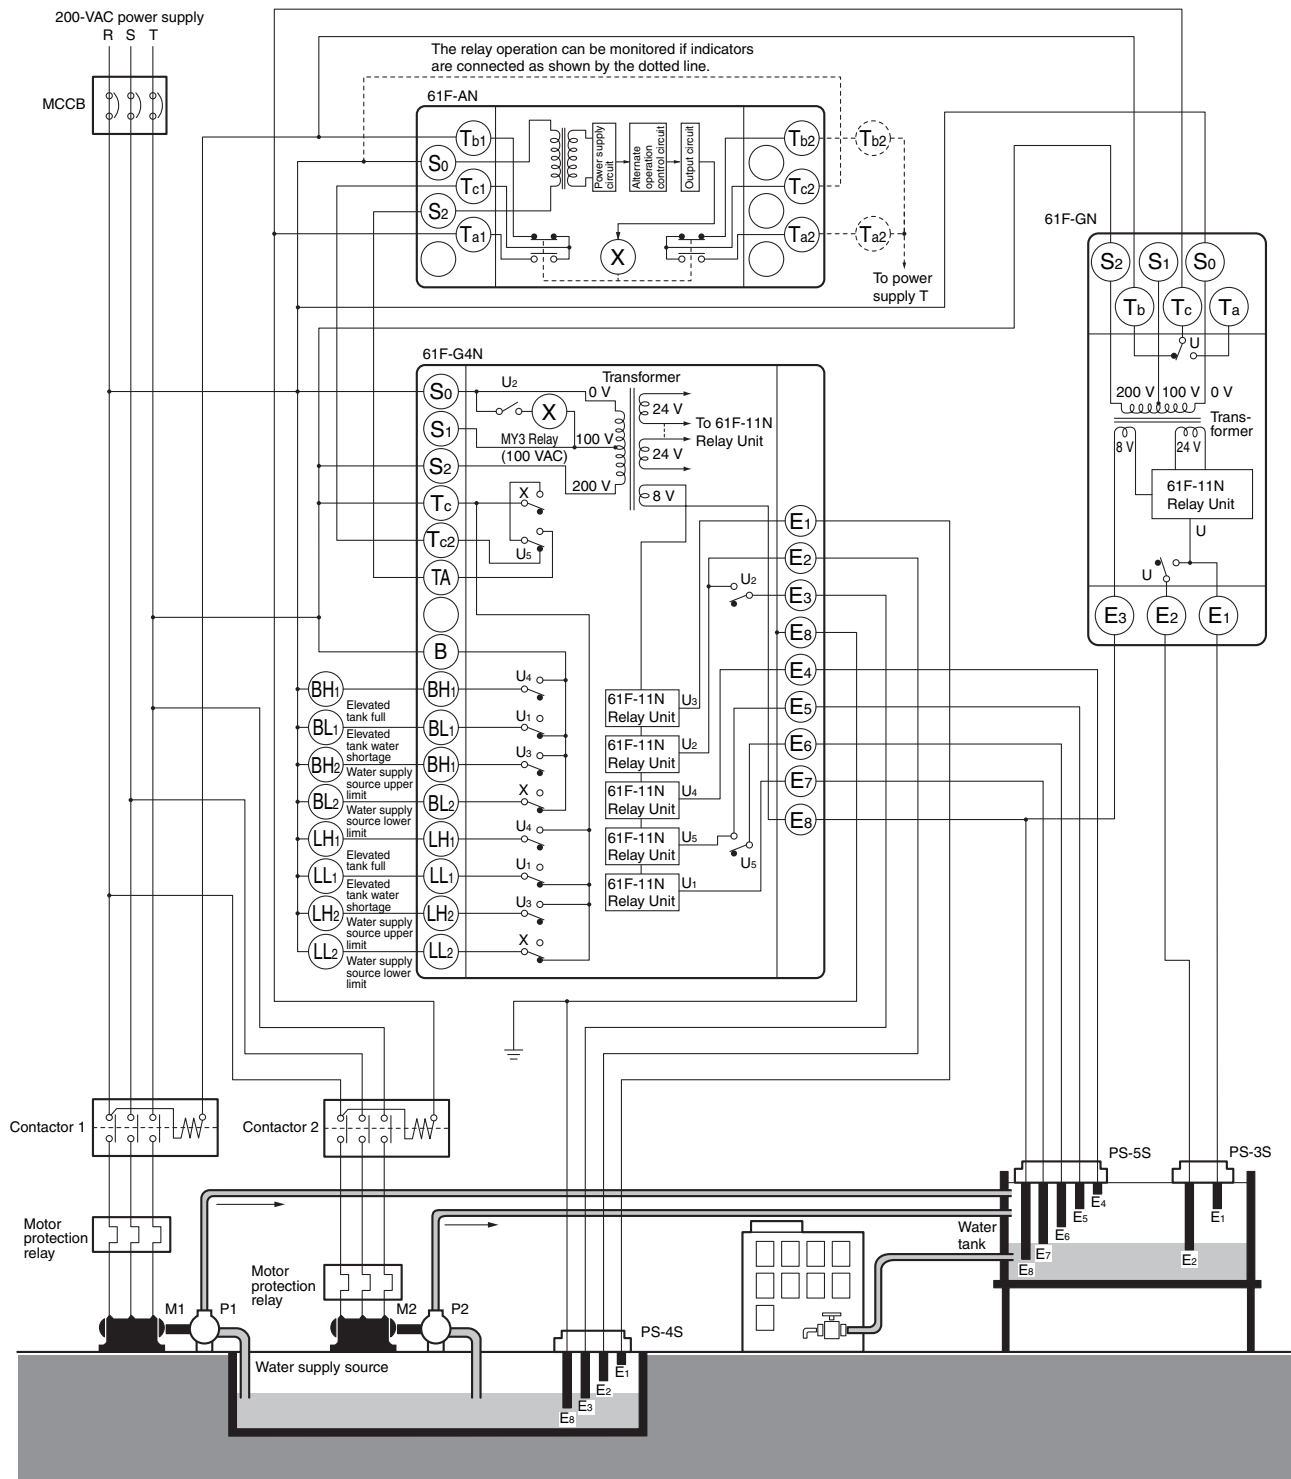 200-VAC power supply
R S T
MCCB
The relay operation can be monitored if indicators
are connected as shown by the dotted line.
61F-AN
Tb1
S0
Tc1
S2
Ta1
Power supply
circuit
Alternate
operation
control circuit
Output circuit
X
Tb2
Tc2
Ta2
Tb2
Ta2
To power
supply T
61F-GN
S2
S1
S0
Tb
Tc
Ta
U
200 V
100 V
0 V
Trans-
former
8 V
24 V
61F-11N
Relay Unit
U
U
E3
E2
E1
61F-G4N
S0
S1
S2
Tc
Tc2
TA
B
BH1
BL1
BH1
BL2
LH1
LL1
LH2
LL2
U2
X
MY3 Relay
(100 VAC)
Transformer
0 V
100 V
200 V
24 V
24 V
8 V
To 61F-11N
Relay Unit
X
U5
U4
U1
U3
X
U4
U1
U3
X
BH1
Elevated
tank full
BL1
Elevated
tank water
shortage
BH2
Water supply
source upper
limit
BL2
Water supply
source lower
limit
LH1
Elevated
tank full
LL1
Elevated
tank water
shortage
LH2
Water supply
source upper
limit
LL2
Water supply
source lower
limit
61F-11N
Relay Unit
U3
61F-11N
Relay Unit
U2
61F-11N
Relay Unit
U4
61F-11N
Relay Unit
U5
61F-11N
Relay Unit
U1
U2
U5
E1
E2
E3
E8
E4
E5
E6
E7
E8
Contactor 1
Contactor 2
Motor
protection
relay
Motor
protection
relay
M1
P1
M2
P2
Water supply source
PS-4S
E1
E2
E3
E8
PS-5S
PS-3S
Water
tank
E4
E5
E6
E7
E8
E1
E2